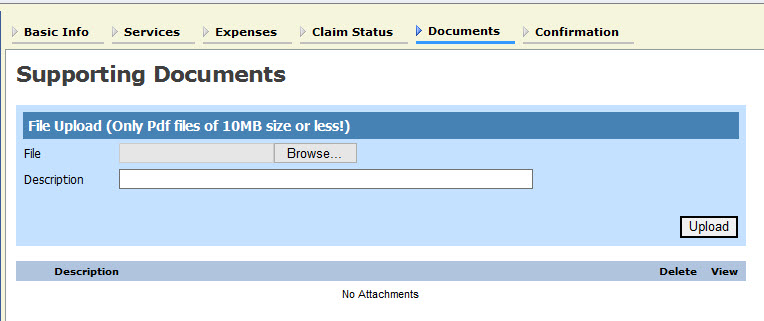 Basic Info Services Expenses Claim Status Documents Confirmation
Supporting Documents
File Upload (Only Pdf files of 10MB size or less!)
File Browse...
Description
Upload
Description Delete View
No Attachments